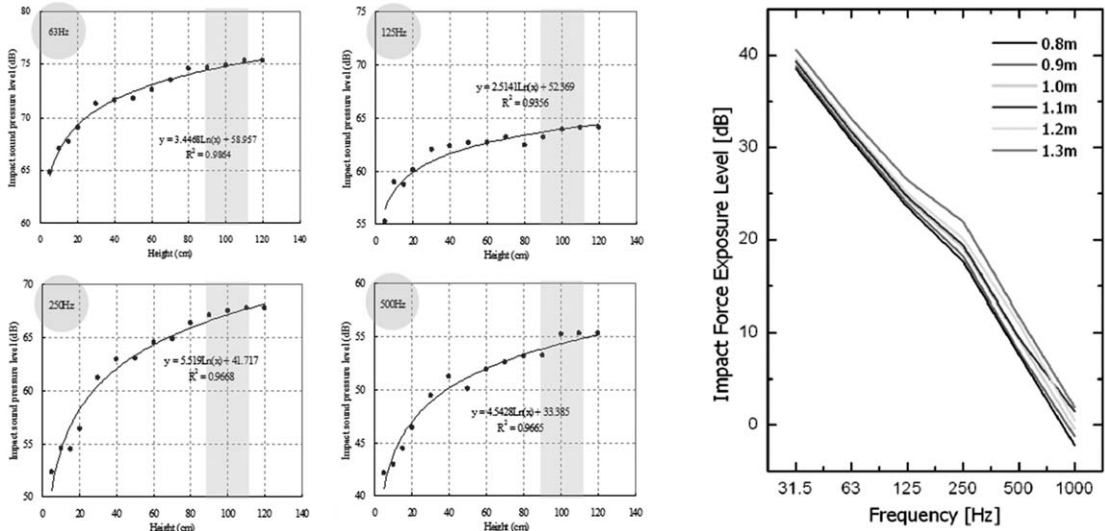 63Hz
Impact sound pressure level (dB)
80
75
70
65
60
y = 3.4468Ln(x) + 58.957
R² = 0.9864
0 20 40 60 80 100 120 140
Height (cm)
125Hz
Impact sound pressure level (dB)
75
70
65
60
55
y = 2.5141Ln(x) + 52.369
R² = 0.9356
0 20 40 60 80 100 120 140
Height (cm)
250Hz
Impact sound pressure level (dB)
70
65
60
55
50
y = 5.519Ln(x) + 41.717
R² = 0.9668
0 20 40 60 80 100 120 140
Height (cm)
500Hz
Impact sound pressure level (dB)
60
55
50
45
40
y = 4.5428Ln(x) + 33.385
R² = 0.9665
0 20 40 60 80 100 120 140
Height (cm)
Impact Force Exposure Level [dB]
40
30
20
10
0
0.8m
0.9m
1.0m
1.1m
1.2m
1.3m
31.5 63 125 250 500 1000
Frequency [Hz]